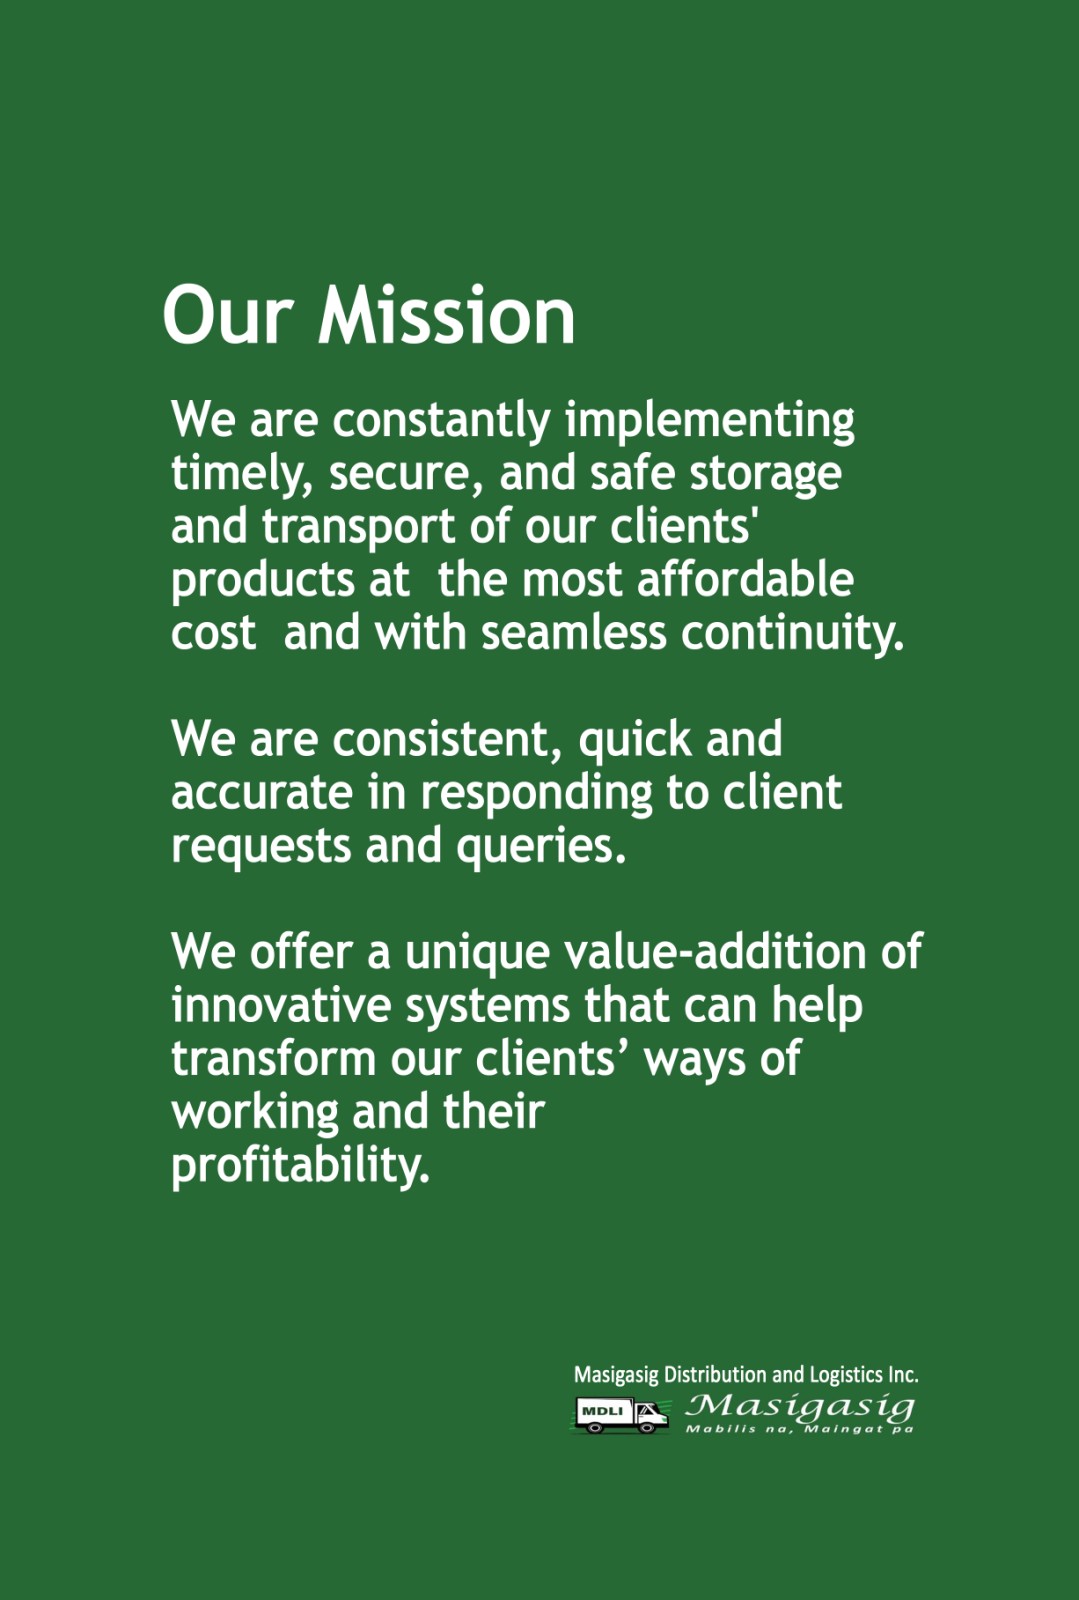 Our Mission
We are constantly implementing
timely, secure, and safe storage
and transport of our clients'
products at  the most affordable
cost  and with seamless continuity.
We are consistent, quick and
accurate in responding to client
requests and queries.
We offer a unique value-addition of
innovative systems that can help
transform our clients’ ways of
working and their
profitability.
Masigasig Distribution and Logistics Inc.
MDLI Masigasig
Mabilis na, Maingat pa